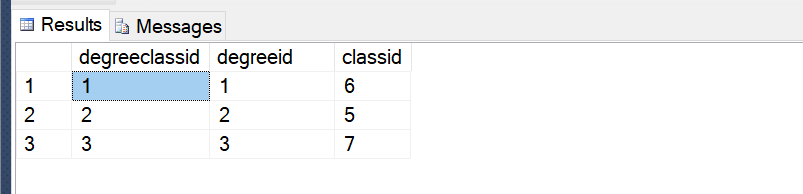 Results Messages
degreeclassid degreeid classid
1 1 1 6
2 2 2 5
3 3 3 7